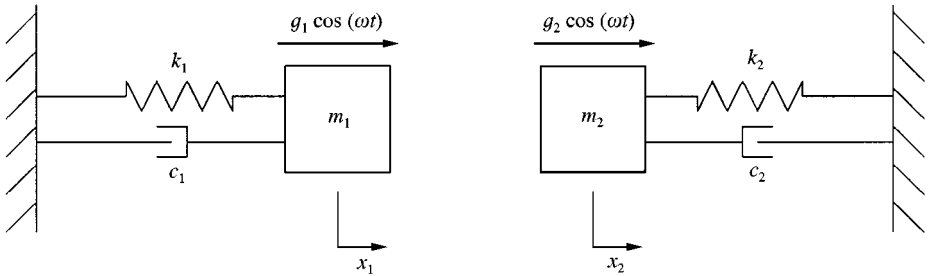 g₁ cos (ωt)
g₂ cos (ωt)
k₁
k₂
m₁
m₂
c₁
c₂
x₁
x₂